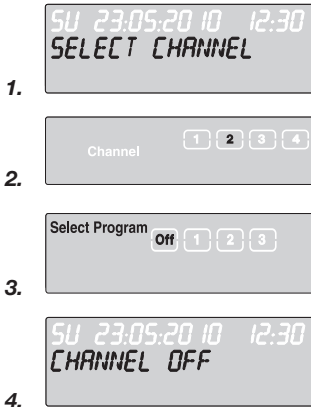 SU 23:05:20 10 12:30
SELECT CHANNEL
1.
Channel 1 2 3 4
2.
Select Program Off 1 2 3
3.
SU 23:05:20 10 12:30
CHANNEL OFF
4.